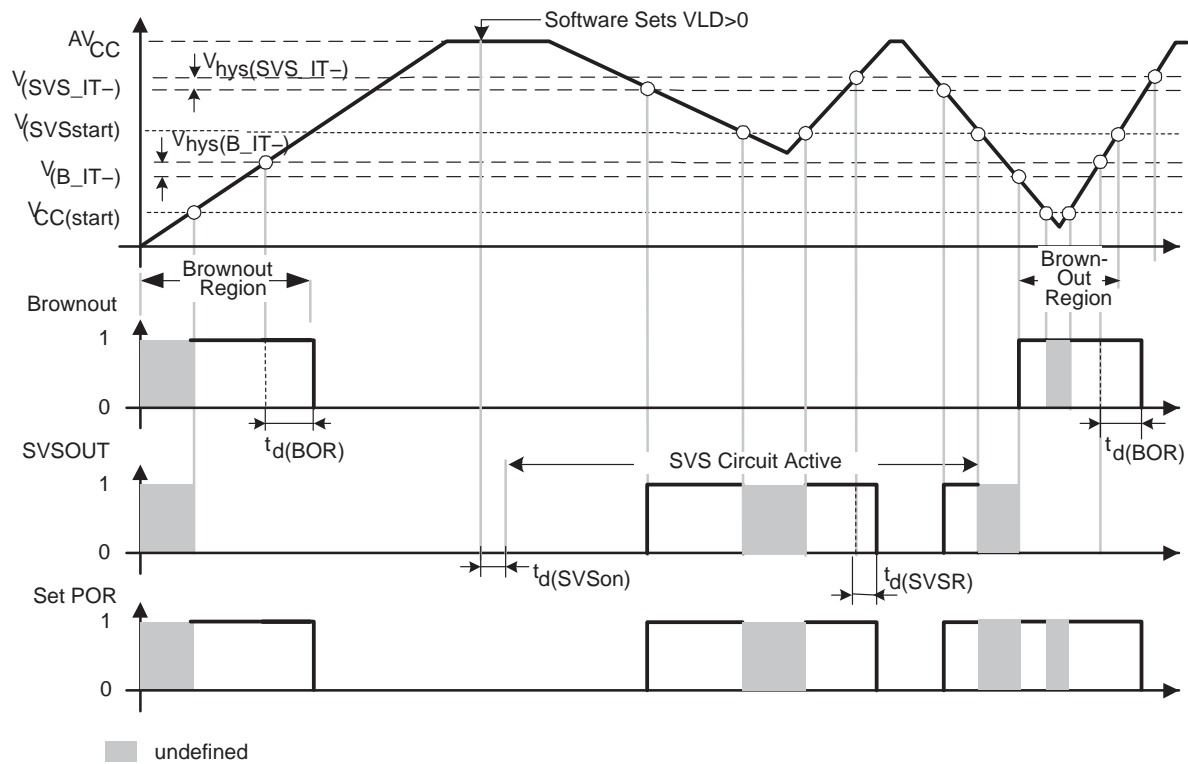 Software Sets VLD>0
AVCC
Vhys(SVS_IT−)
V(SVS_IT−)
V(SVSstart)
Vhys(B_IT−)
V(B_IT−)
VCC(start)
Brownout
Region
Brown-
Out
Region
Brownout
1
0
td(BOR)
td(BOR)
SVSOUT
SVS Circuit Active
1
0
td(SVSon)
td(SVSR)
Set POR
1
0
undefined